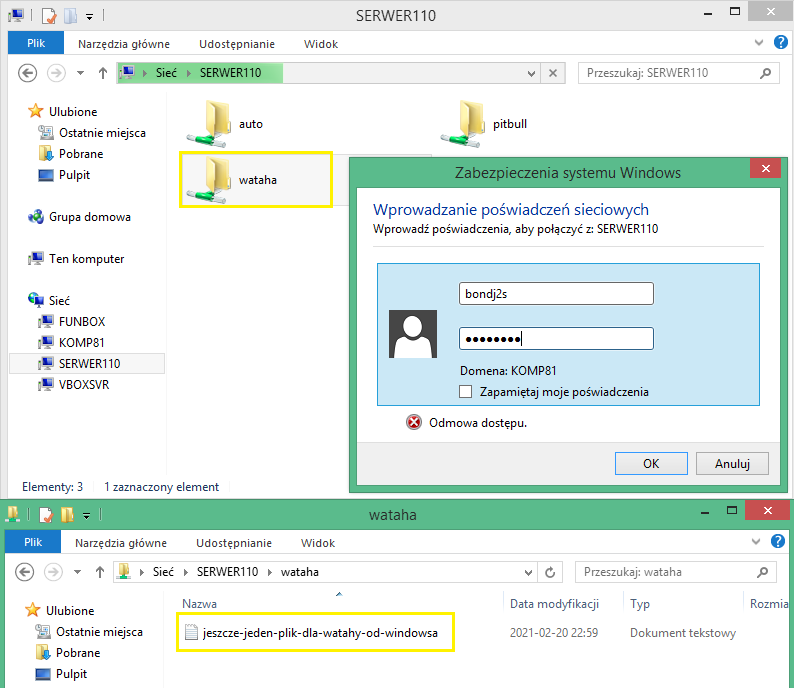 SERWER110
Plik Narzędzia główne Udostępnianie Widok
Sieć SERWER110 Przeszukaj: SERWER110
Ulubione
Ostatnie miejsca
Pobrane
Pulpit
Grupa domowa
Ten komputer
Sieć
FUNBOX
KOMP81
SERWER110
VBOXSVR
auto pitbull
wataha
Zabezpieczenia systemu Windows
Wprowadzanie poświadczeń sieciowych
Wprowadź poświadczenia, aby połączyć z: SERWER110
bondj2s
●●●●●●●●
Domena: KOMP81
Zapamiętaj moje poświadczenia
Odmowa dostępu.
OK Anuluj
Elementy: 3 1 zaznaczony element
wataha
Plik Narzędzia główne Udostępnianie Widok
Sieć SERWER110 wataha Przeszukaj: wataha
Ulubione
Ostatnie miejsca
Pobrane
Pulpit
Nazwa Data modyfikacji Typ Rozmia
jeszcze-jeden-plik-dla-watahy-od-windowsa 2021-02-20 22:59 Dokument tekstowy